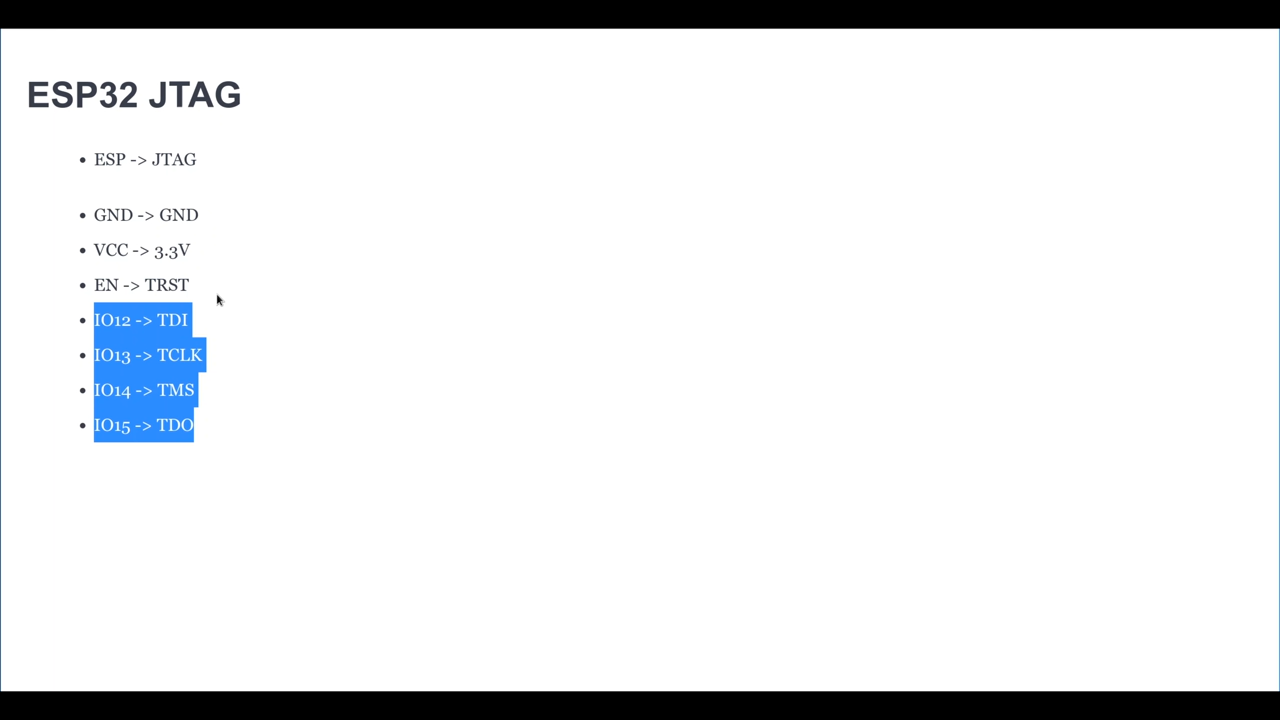 ESP32 JTAG
• ESP -> JTAG
• GND -> GND
• VCC -> 3.3V
• EN -> TRST
• IO12 -> TDI
• IO13 -> TCLK
• IO14 -> TMS
• IO15 -> TDO